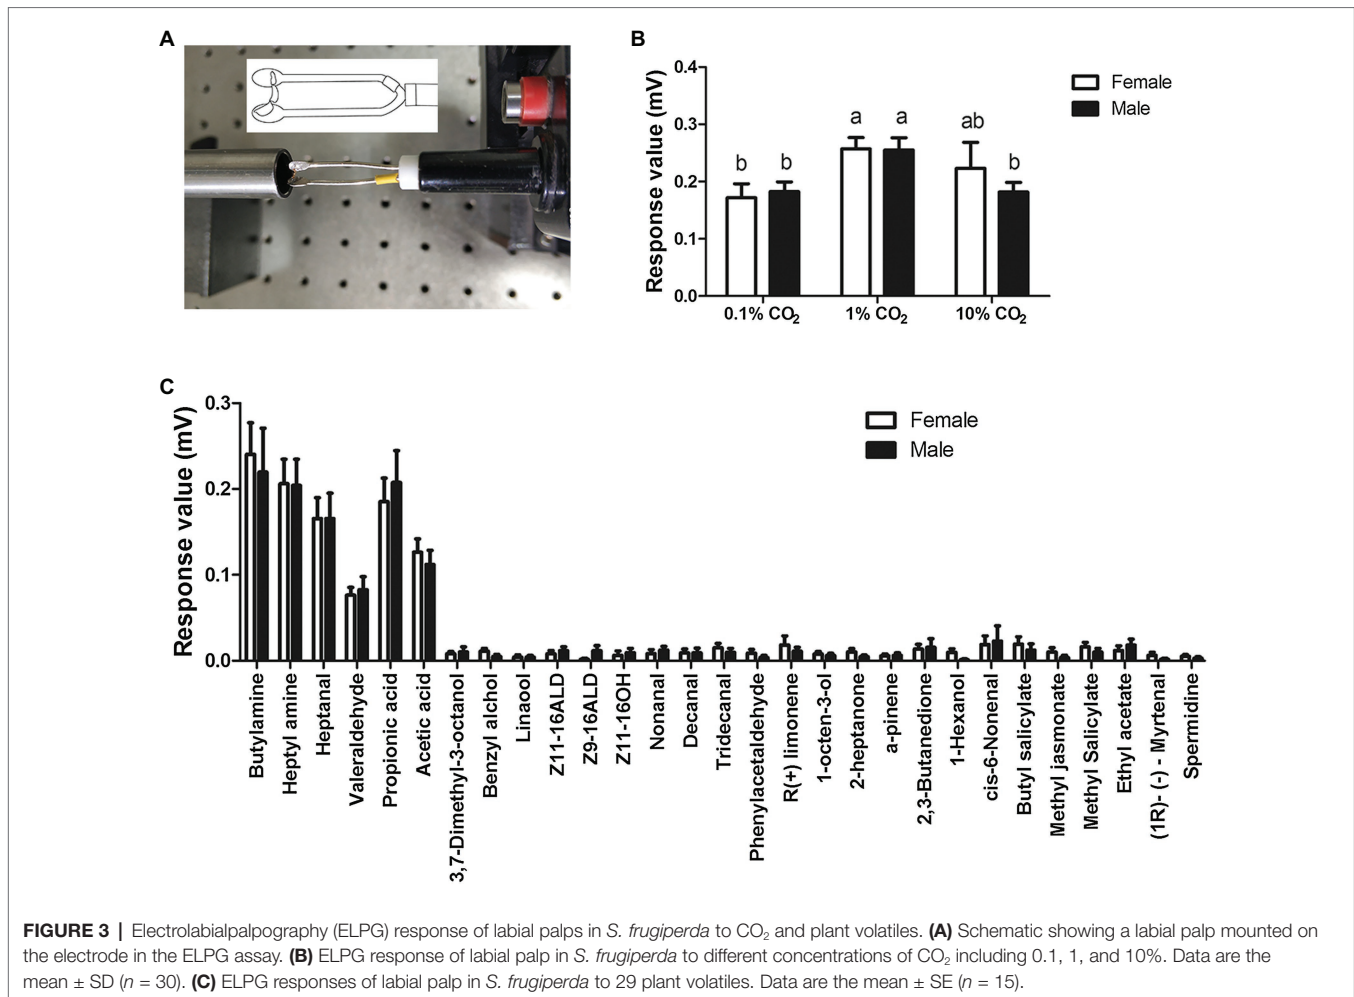 A
B
0.4
0.3
0.2
0.1
0.0
Response value (mV)
b
b
a
a
ab
b
0.1% CO₂
1% CO₂
10% CO₂
Female
Male
C
0.3
0.2
0.1
0.0
Response value (mV)
Female
Male
Butylamine
Heptyl amine
Heptanal
Valeraldehyde
Propionic acid
Acetic acid
3,7-Dimethyl-3-octanol
Benzyl alchol
Linaool
Z11-16ALD
Z9-16ALD
Z11-16OH
Nonanal
Decanal
Tridecanal
Phenylacetaldehyde
R(+) limonene
1-octen-3-ol
2-heptanone
a-pinene
2,3-Butanedione
1-Hexanol
cis-6-Nonenal
Butyl salicylate
Methyl jasmonate
Methyl Salicylate
Ethyl acetate
(1R)- (-) - Myrtenal
Spermidine
FIGURE 3 | Electrolabialpalpography (ELPG) response of labial palps in S. frugiperda to CO₂ and plant volatiles. (A) Schematic showing a labial palp mounted on
the electrode in the ELPG assay. (B) ELPG response of labial palp in S. frugiperda to different concentrations of CO₂ including 0.1, 1, and 10%. Data are the
mean ± SD (n = 30). (C) ELPG responses of labial palp in S. frugiperda to 29 plant volatiles. Data are the mean ± SE (n = 15).